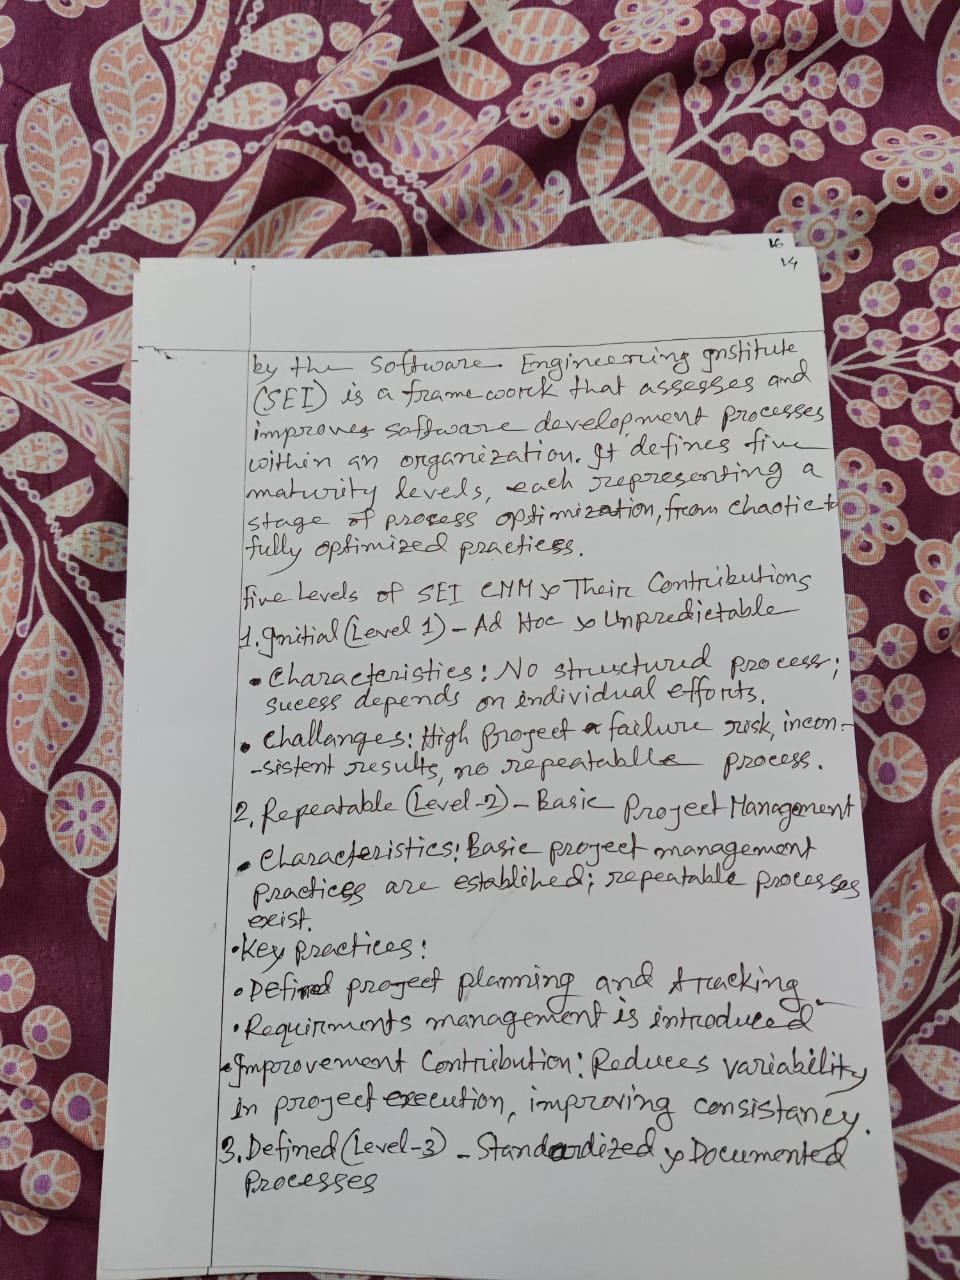 16
14
by the Software Engineering Institute
(SEI) is a framework that assesses and
improves software development processes
within an organization. It defines five
maturity levels, each representing a
stage of process optimization, from chaotic to
fully optimized practices.
Five Levels of SEI CMM & Their Contributions
1. Initial (Level 1) - Ad Hoc & Unpredictable
• Characteristics: No structured process;
sucess depends on individual efforts.
• Challanges: High Project failure risk, incon-
-sistent results, no repeatablle process.
2. Repeatable (Level-2) - Basic Project Management
• Characteristics: Basic project management
practices are establihed; repeatable processes
exist.
• Key practices:
• Defined project planning and tracking.
• Requirments management is introduced
• Improvement Contribution: Reduces variability
in project execution, improving consistancy.
3. Defined (Level-3) - Standardized & Documented
Processes